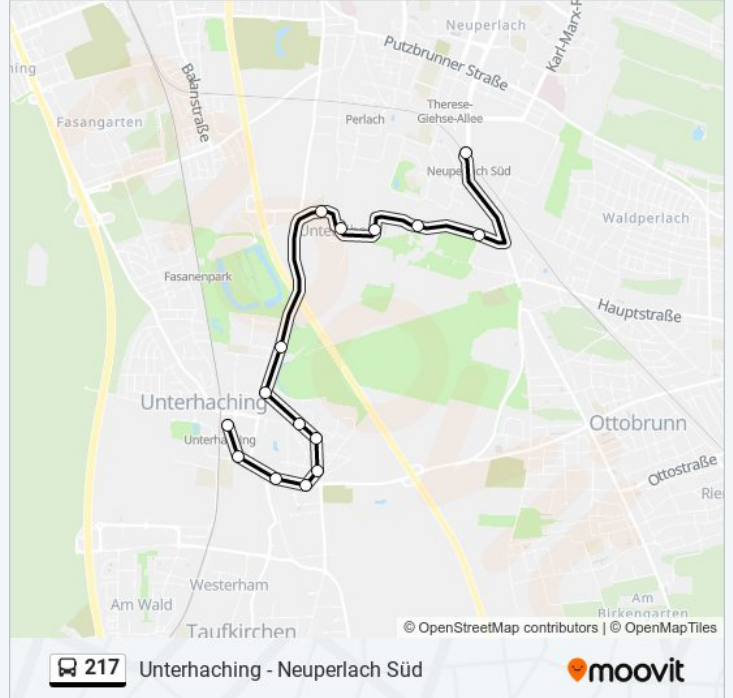 Neuperlach
Putzbrunner Straße
Karl-Marx-R
ning
Balanstraße
Therese-
Giehse-Allee
Fasangarten
Perlach
Neuperlach Süd
Waldperlach
Fasanenpark
Hauptstraße
Unterhaching
Ottobrunn
Unterhaching
Ottostraße
Rie
Westerham
Am Wald
Am
Birkengarten
Taufkirchen
© OpenStreetMap contributors | © OpenMapTiles
217 Unterhaching - Neuperlach Süd
moovit